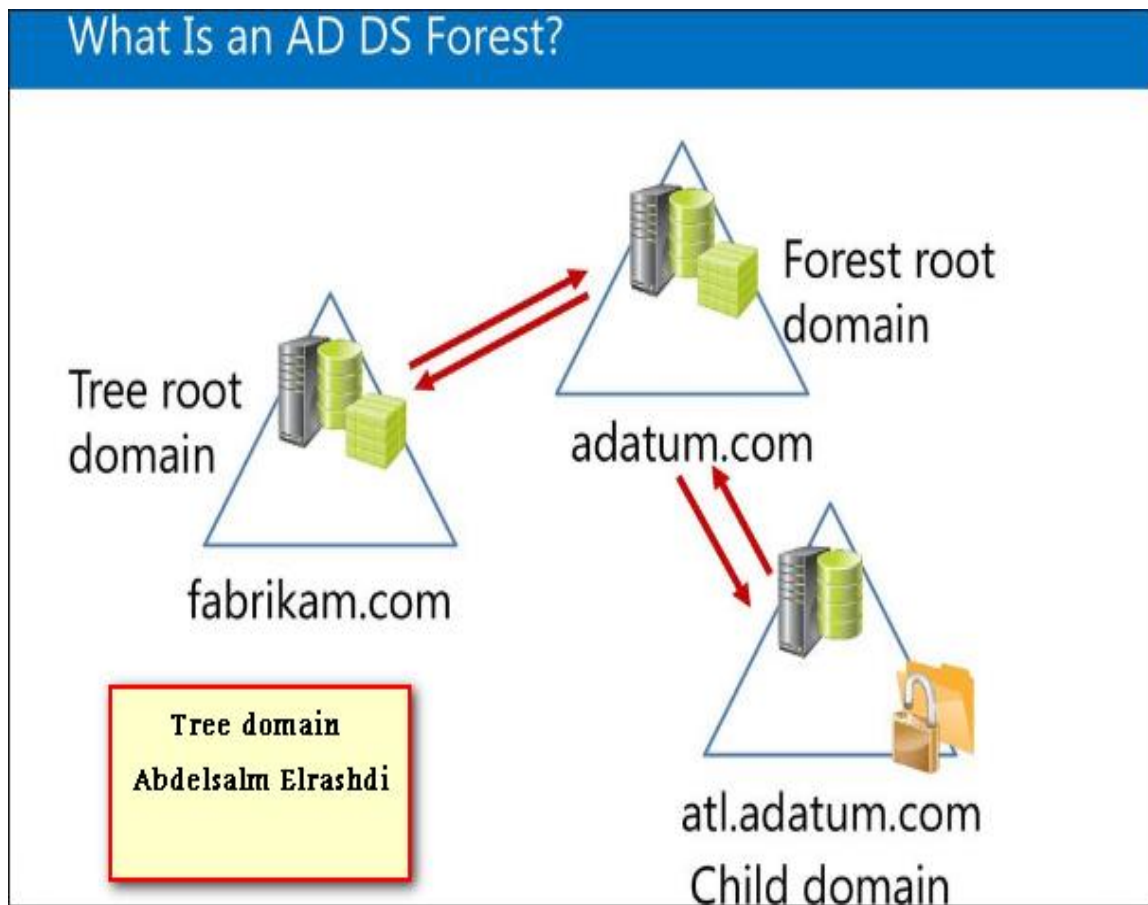 What Is an AD DS Forest?
Forest root
domain
adatum.com
Tree root
domain
fabrikam.com
atl.adatum.com
Child domain
Tree domain
Abdelsalm Elrashdi